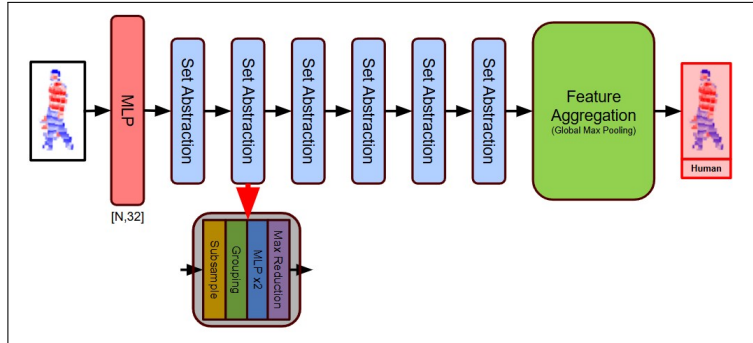 MLP
[N,32]
Set Abstraction
Set Abstraction
Set Abstraction
Set Abstraction
Set Abstraction
Set Abstraction
Feature
Aggregation
(Global Max Pooling)
Human
Subsample
Grouping
MLP x2
Max Reduction